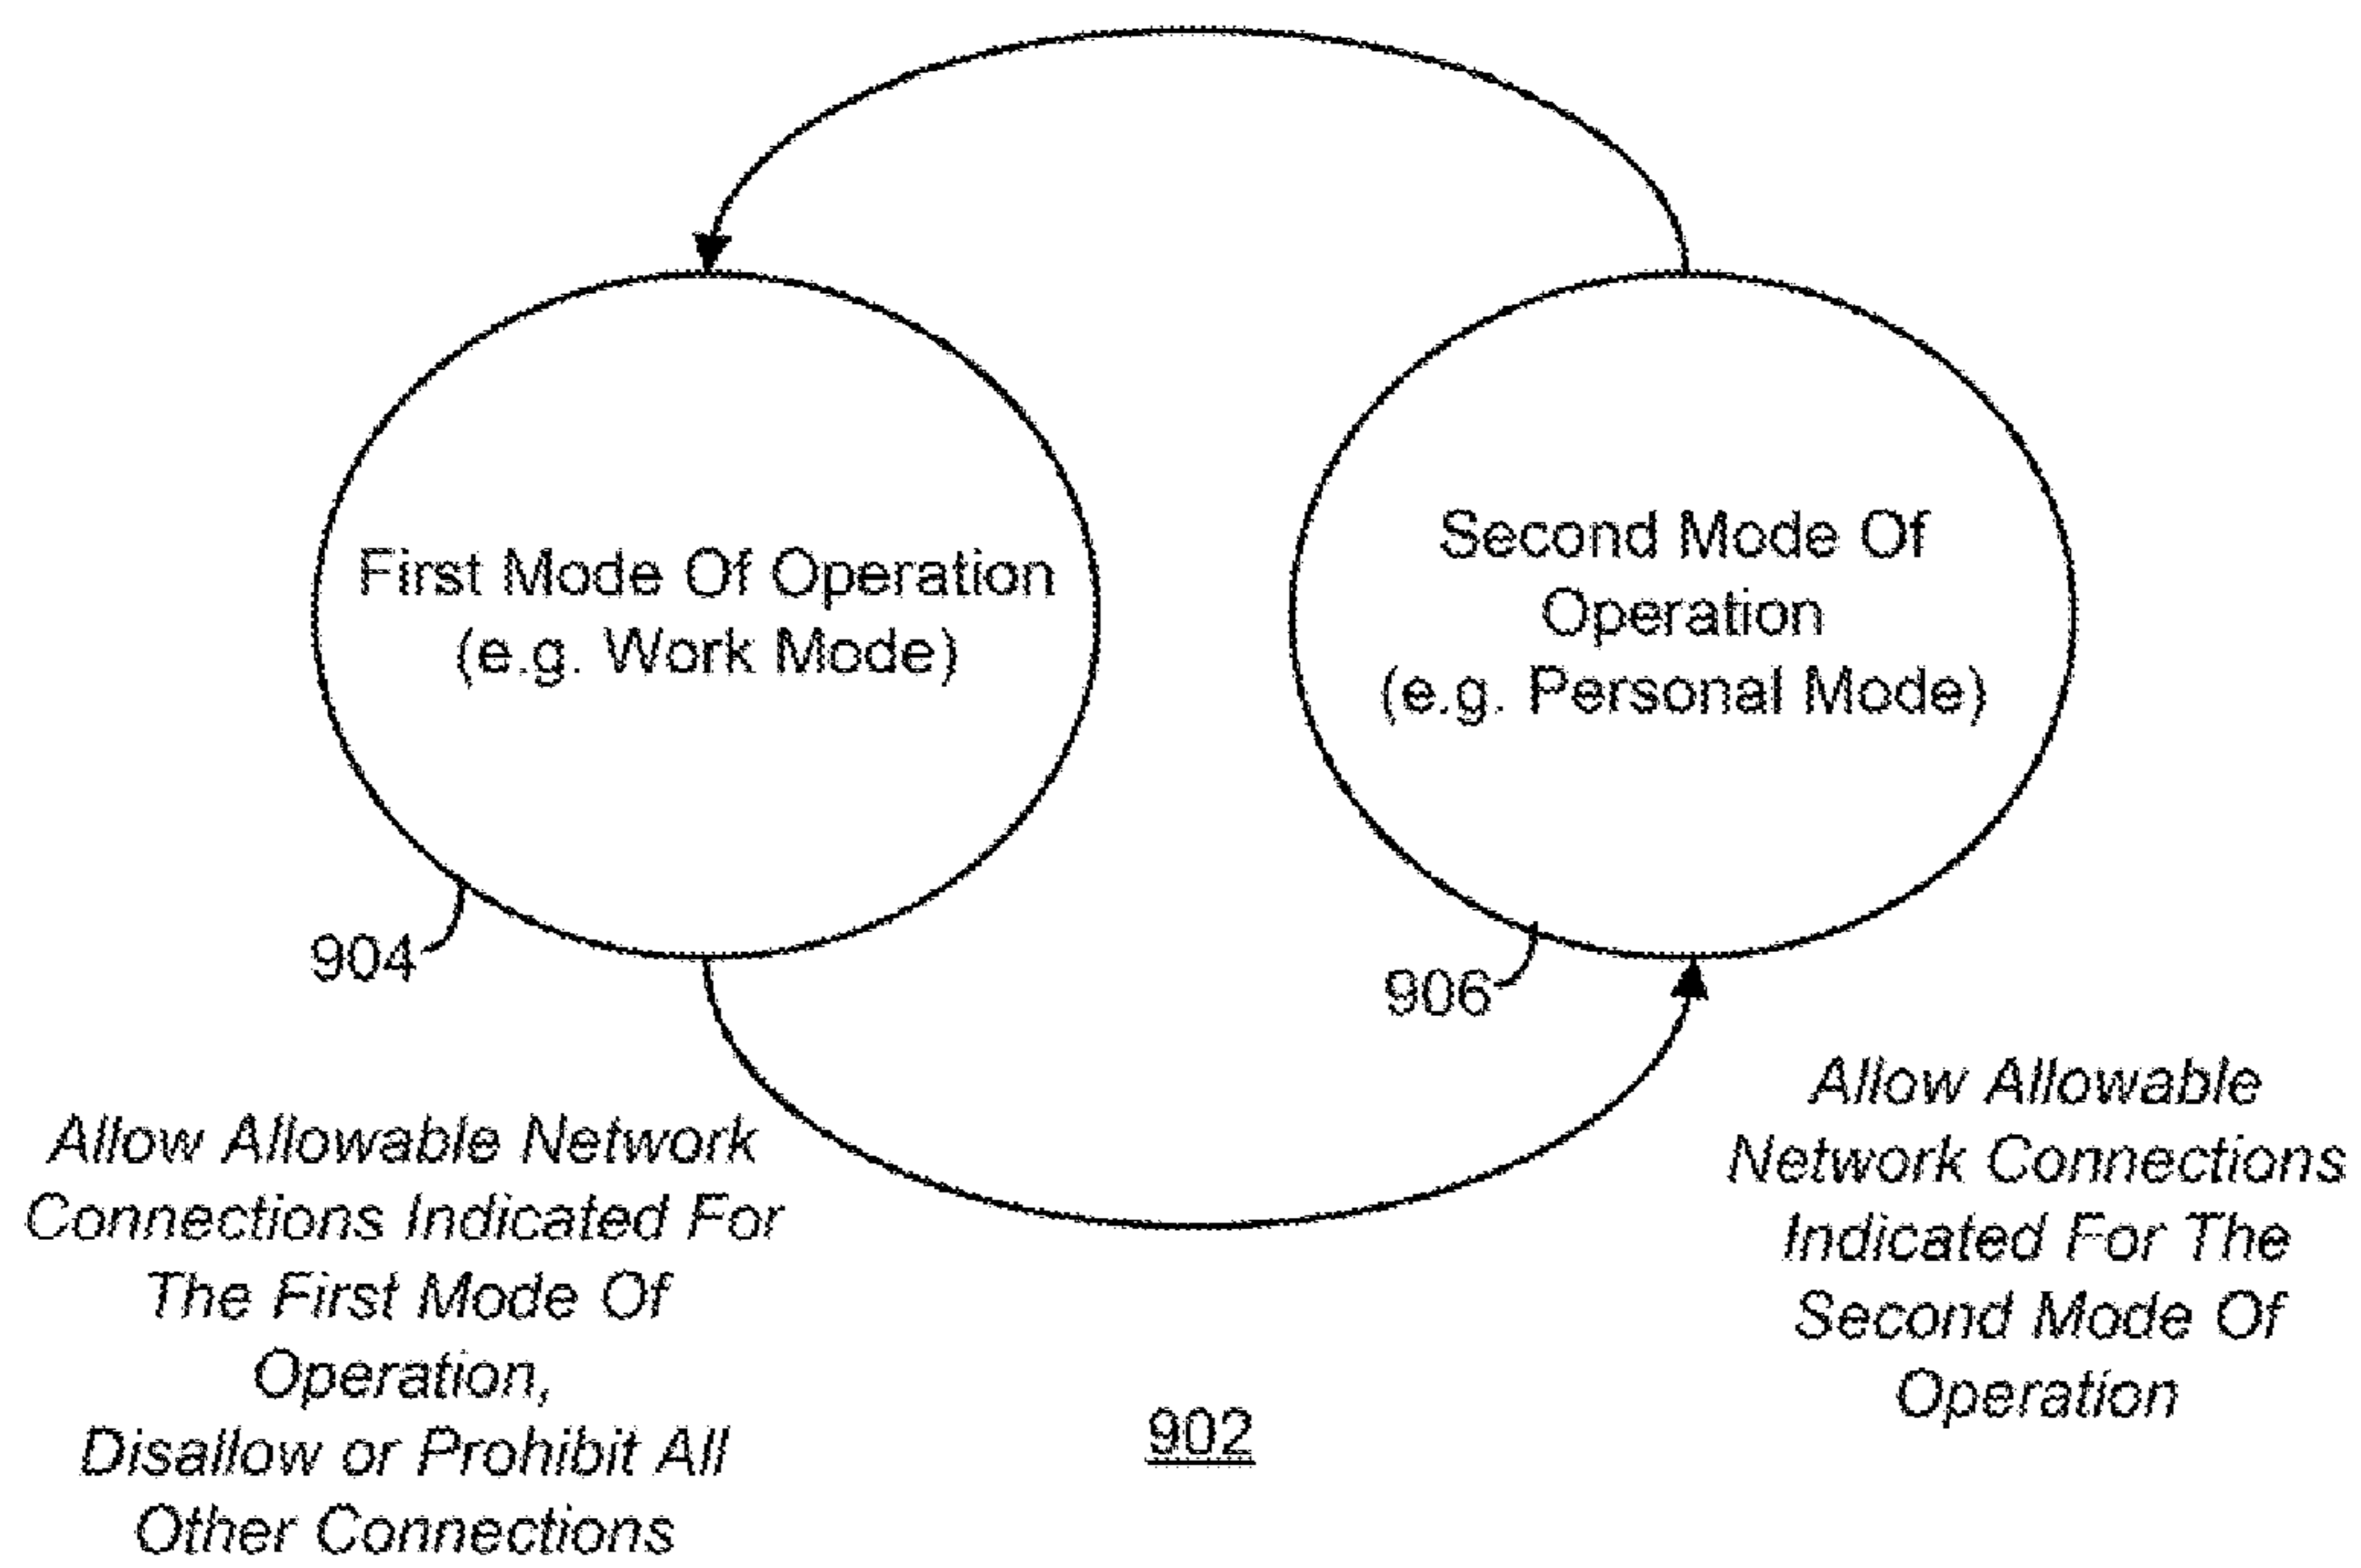 First Mode Of Operation
(e.g. Work Mode)
Second Mode Of
Operation
(e.g. Personal Mode)
904
906
Allow Allowable Network
Connections Indicated For
The First Mode Of
Operation,
Disallow or Prohibit All
Other Connections
Allow Allowable
Network Connections
Indicated For The
Second Mode Of
Operation
902